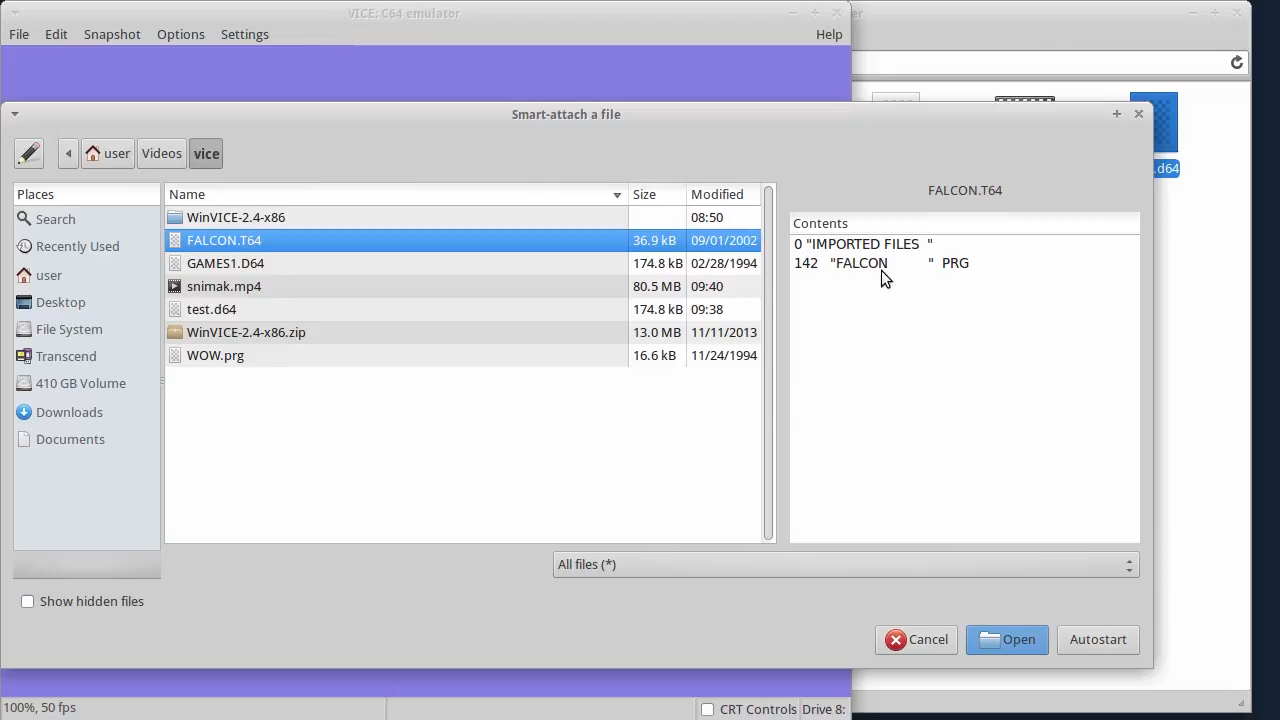 VICE: C64 emulator
File Edit Snapshot Options Settings Help
Smart-attach a file
user Videos vice
Places
Search
Recently Used
user
Desktop
File System
Transcend
410 GB Volume
Downloads
Documents
Name Size Modified
WinVICE-2.4-x86 08:50
FALCON.T64 36.9 kB 09/01/2002
GAMES1.D64 174.8 kB 02/28/1994
snimak.mp4 80.5 MB 09:40
test.d64 174.8 kB 09:38
WinVICE-2.4-x86.zip 13.0 MB 11/11/2013
WOW.prg 16.6 kB 11/24/1994
FALCON.T64
Contents
0 "IMPORTED FILES "
142 "FALCON " PRG
.d64
All files (*)
Show hidden files
Cancel Open Autostart
100%, 50 fps
CRT Controls Drive 8: